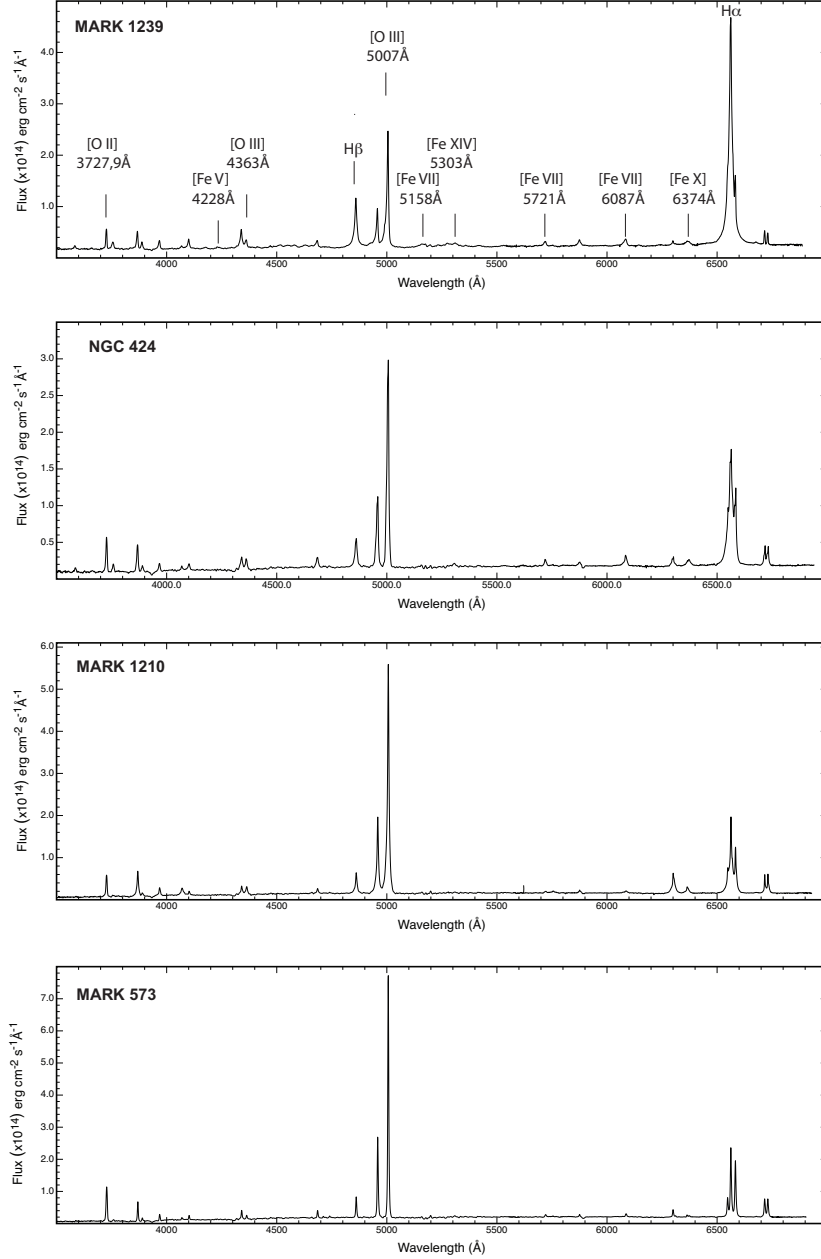 MARK 1239
Hα
[O III]
5007Å
[O II]
3727,9Å
[O III]
4363Å
Hβ
[Fe XIV]
5303Å
[Fe V]
4228Å
[Fe VII]
5158Å
[Fe VII]
5721Å
[Fe VII]
6087Å
[Fe X]
6374Å
4.0
3.0
2.0
1.0
Flux (x10¹⁴) erg cm⁻² s⁻¹Å⁻¹
4000 4500 5000 5500 6000 6500
Wavelength (Å)
NGC 424
3.0
2.5
2.0
1.5
1.0
0.5
Flux (x10¹⁴) erg cm⁻² s⁻¹Å⁻¹
4000.0 4500.0 5000.0 5500.0 6000.0 6500.0
Wavelength (Å)
MARK 1210
6.0
5.0
4.0
3.0
2.0
1.0
Flux (x10¹⁴) erg cm⁻² s⁻¹Å⁻¹
4000 4500 5000 5500 6000 6500
Wavelength (Å)
MARK 573
7.0
6.0
5.0
4.0
3.0
2.0
1.0
Flux (x10¹⁴) erg cm⁻² s⁻¹Å⁻¹
4000 4500 5000 5500 6000 6500
Wavelength (Å)